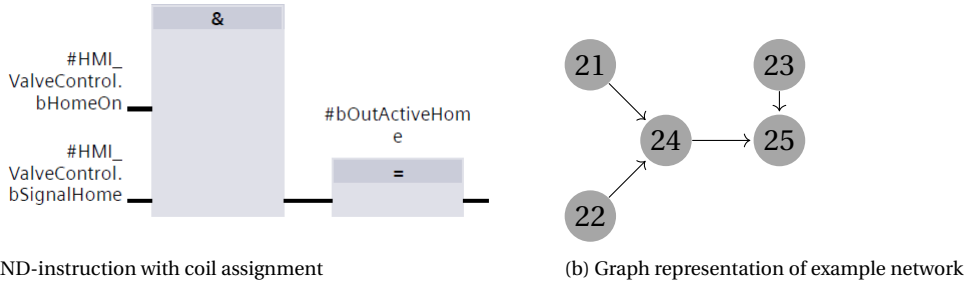 &
#HMI_
ValveControl.
bHomeOn
#HMI_
ValveControl.
bSignalHome
#bOutActiveHom
e
=
21
23
24
25
22
ND-instruction with coil assignment
(b) Graph representation of example network